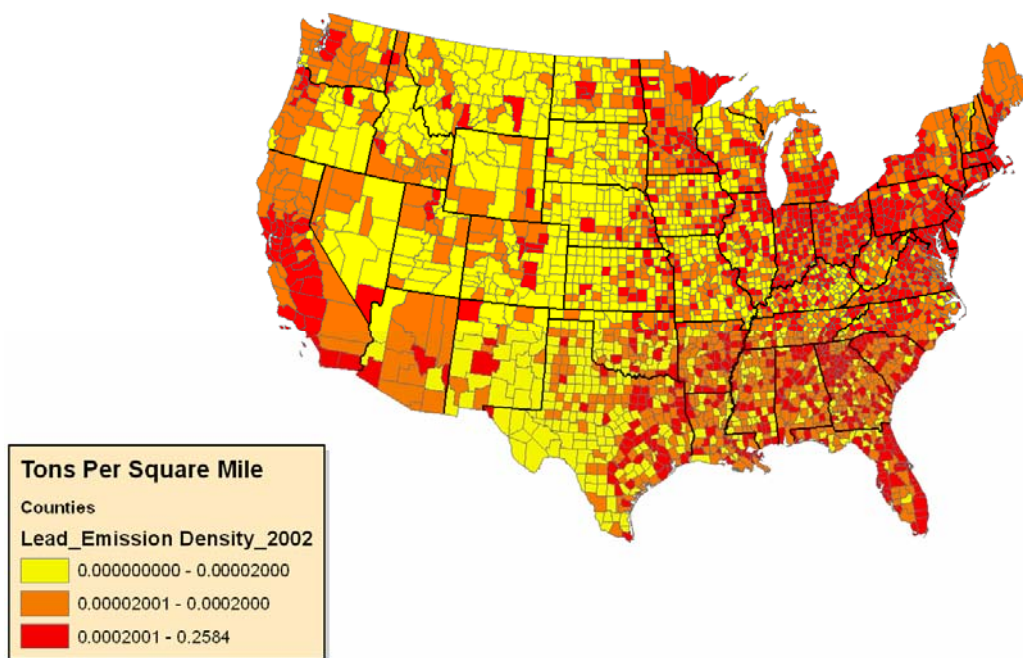 Tons Per Square Mile
Counties
Lead_Emission Density_2002
0.000000000 - 0.00002000
0.00002001 - 0.0002000
0.0002001 - 0.2584